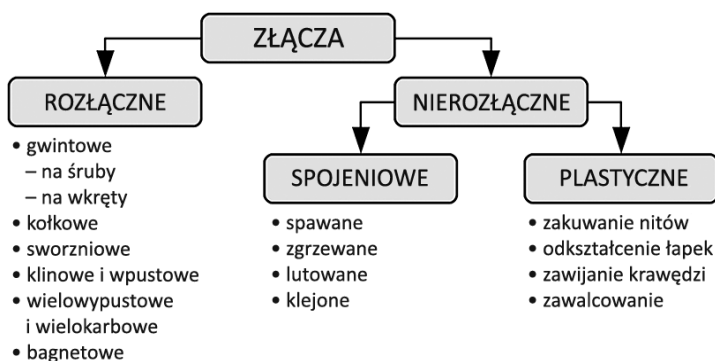 ZŁĄCZA
ROZŁĄCZNE
• gwintowe
– na śruby
– na wkręty
• kołkowe
• sworzniowe
• klinowe i wpustowe
• wielowypustowe
i wielokarbowe
• bagnetowe
NIEROZŁĄCZNE
SPOJENIOWE
• spawane
• zgrzewane
• lutowane
• klejone
PLASTYCZNE
• zakuwanie nitów
• odkształcenie łapek
• zawijanie krawędzi
• zawalcowanie